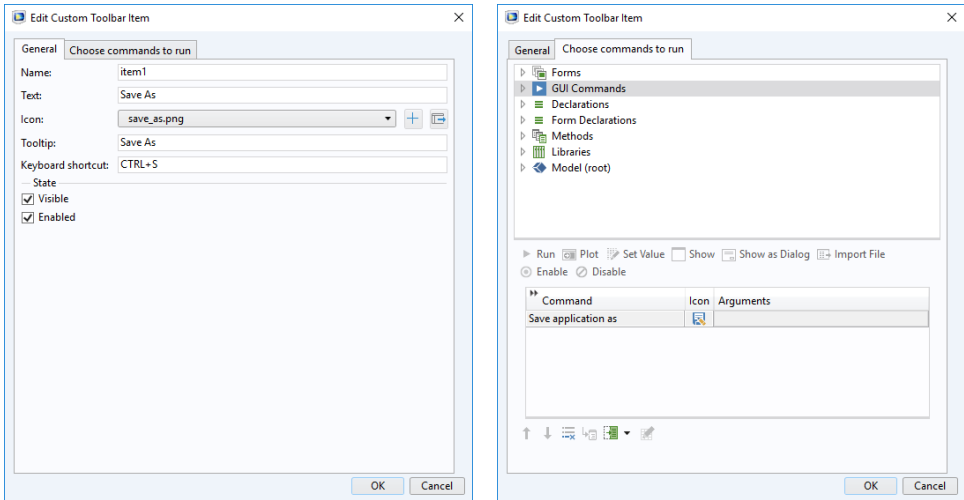 Edit Custom Toolbar Item
General Choose commands to run
Name: item1
Text: Save As
Icon: save_as.png
Tooltip: Save As
Keyboard shortcut: CTRL+S
State
Visible
Enabled
OK Cancel
Edit Custom Toolbar Item
General Choose commands to run
Forms
GUI Commands
Declarations
Form Declarations
Methods
Libraries
Model (root)
Run Plot Set Value Show Show as Dialog Import File
Enable Disable
Command Icon Arguments
Save application as
OK Cancel